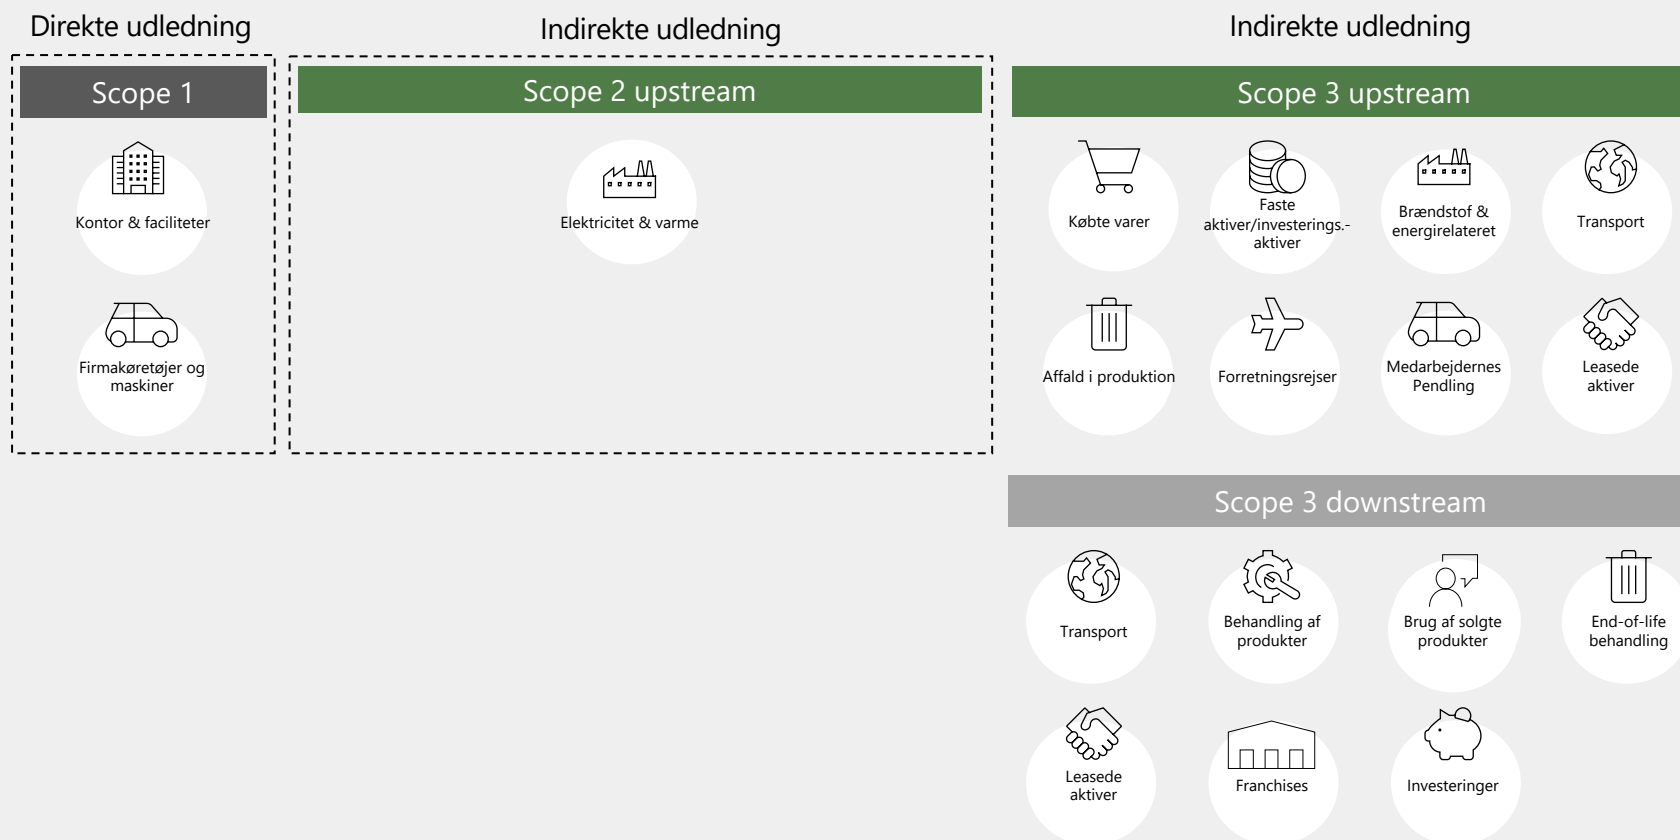 Direkte udledning
Indirekte udledning
Indirekte udledning
Scope 1
Scope 2 upstream
Scope 3 upstream
Kontor & faciliteter
Firmakøretøjer og
maskiner
Elektricitet & varme
Købte varer
Faste
aktiver/investerings.-
aktiver
Brændstof &
energirelateret
Transport
Affald i produktion
Forretningsrejser
Medarbejdernes
Pendling
Leasede
aktiver
Scope 3 downstream
Transport
Behandling af
produkter
Brug af solgte
produkter
End-of-life
behandling
Leasede
aktiver
Franchises
Investeringer